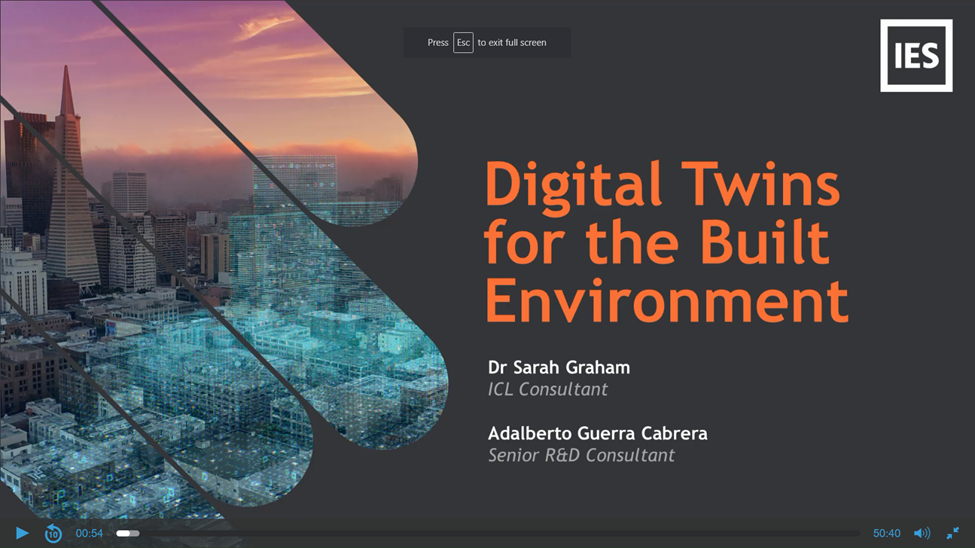 Press Esc to exit full screen
IES
Digital Twins
for the Built
Environment
Dr Sarah Graham
ICL Consultant
Adalberto Guerra Cabrera
Senior R&D Consultant
10
00:54
50:40